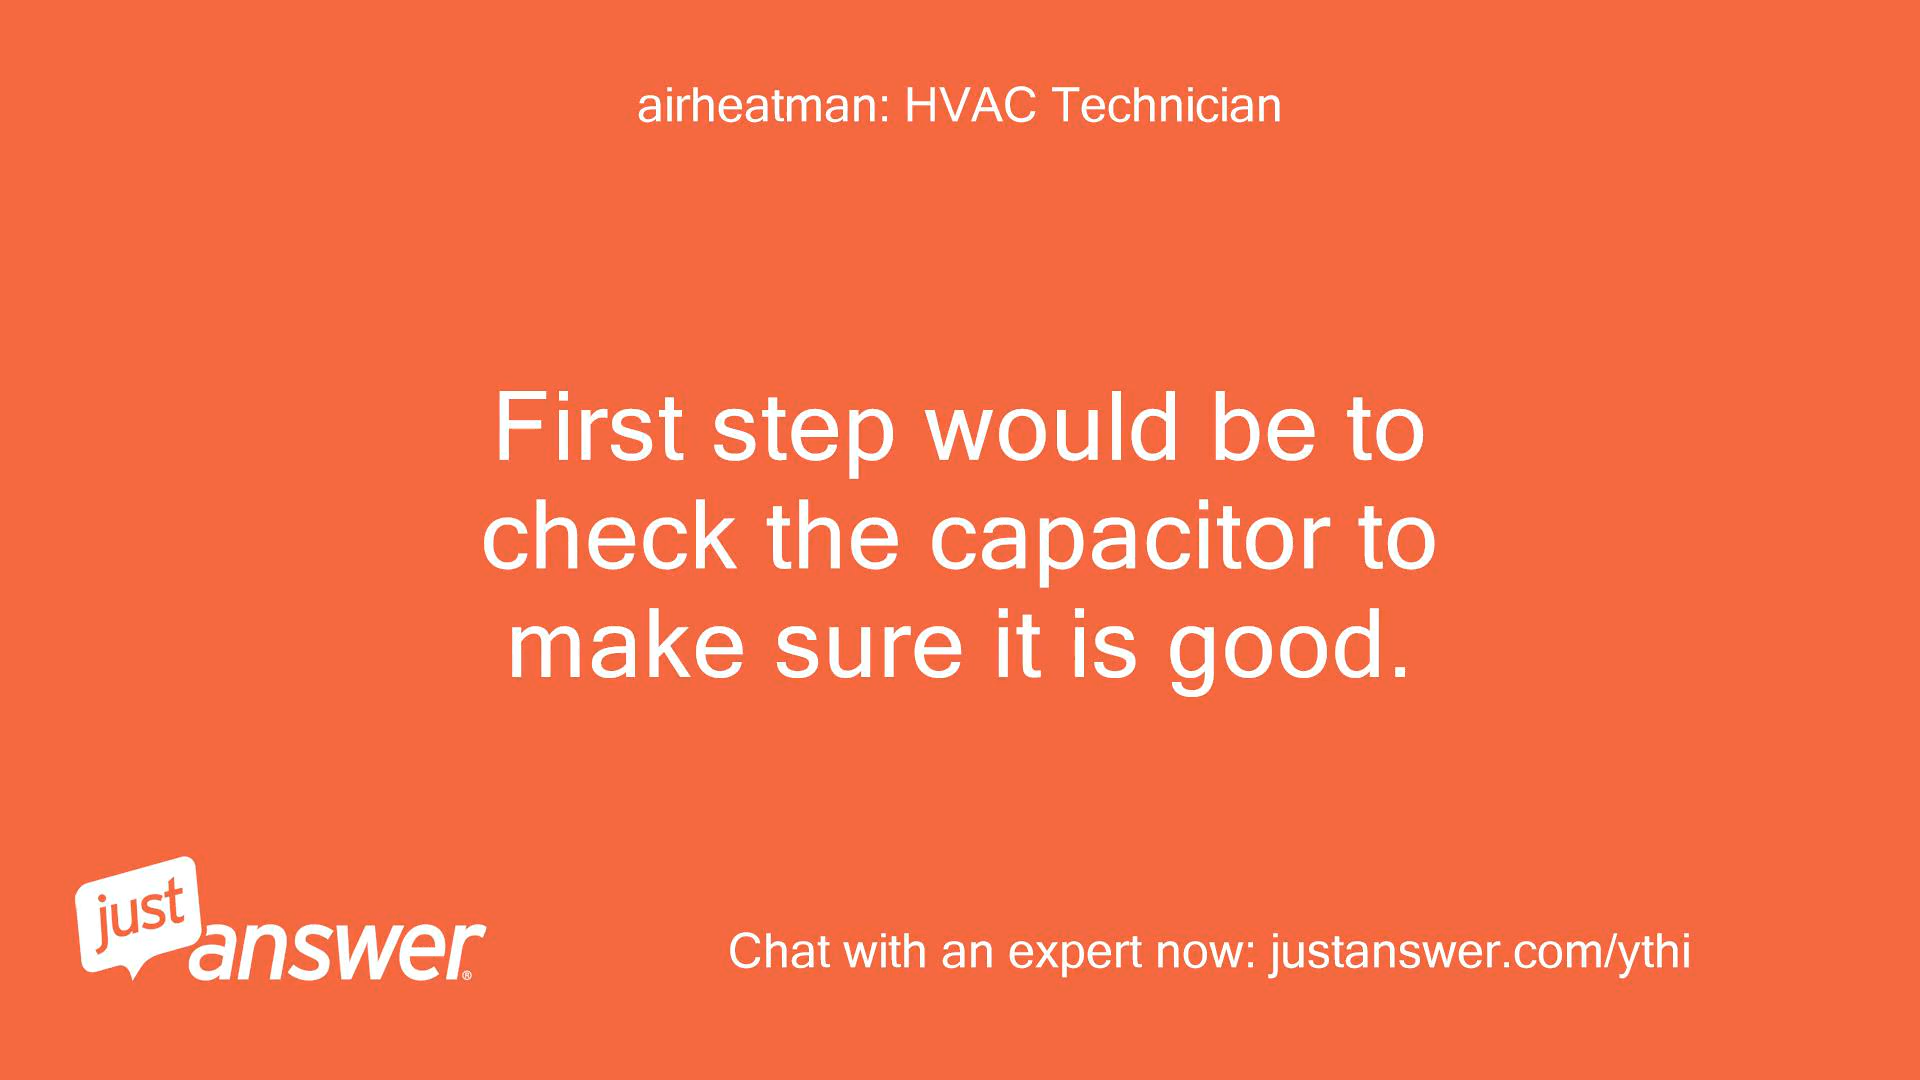 airheatman: HVAC Technician
First step would be to
check the capacitor to
make sure it is good.
just
answer®
Chat with an expert now: justanswer.com/ythi